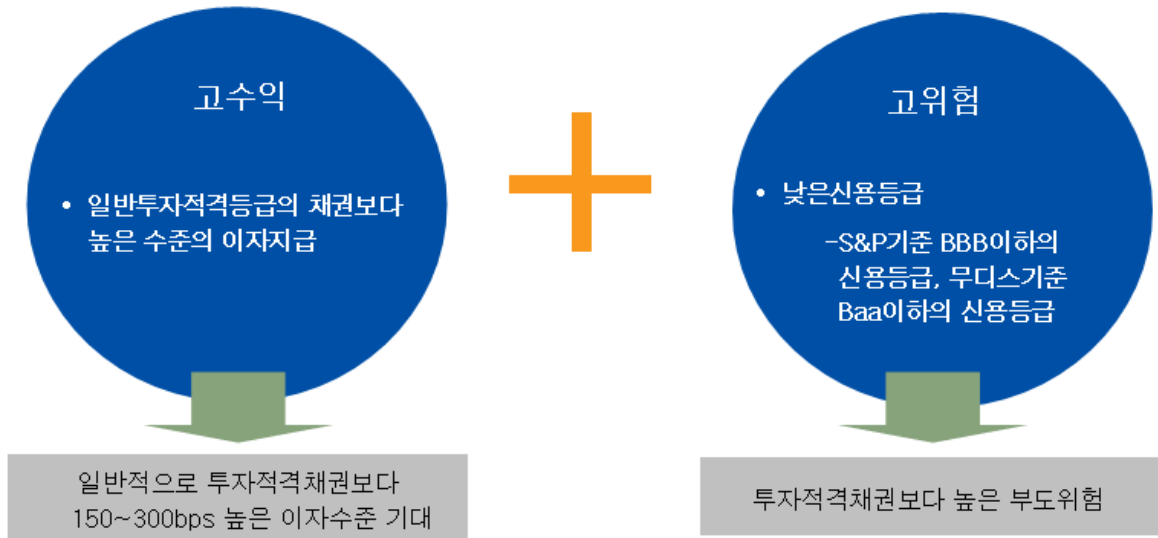 고수익
• 일반투자적격등급의 채권보다
높은 수준의 이자지급
일반적으로 투자적격채권보다
150~300bps 높은 이자수준 기대
고위험
• 낮은신용등급
-S&P기준 BBB이하의
신용등급, 무디스기준
Baa이하의 신용등급
투자적격채권보다 높은 부도위험